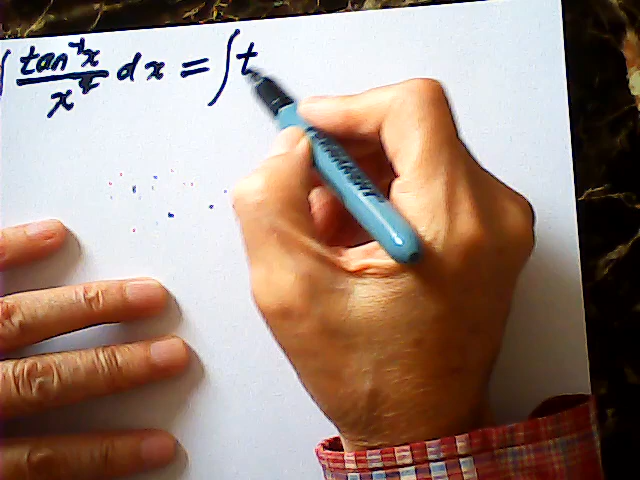 ∫ tan⁻¹x / x² dx = ∫ t